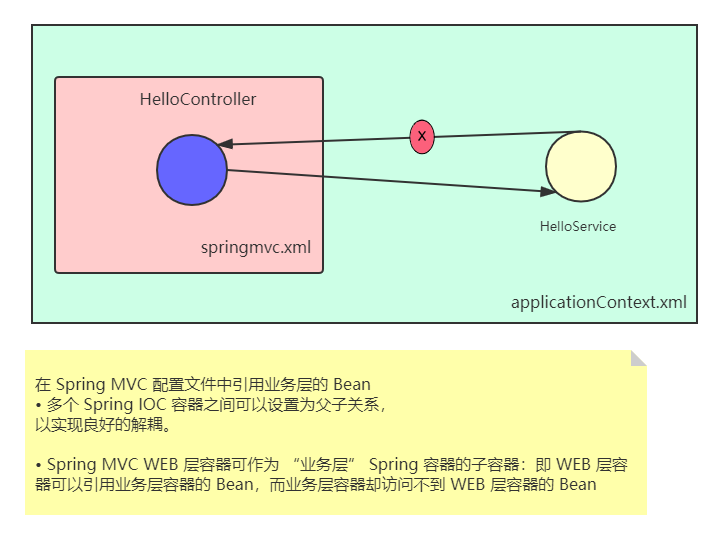 HelloController
X
HelloService
springmvc.xml
applicationContext.xml
在 Spring MVC 配置文件中引用业务层的 Bean
• 多个 Spring IOC 容器之间可以设置为父子关系，
以实现良好的解耦。
• Spring MVC WEB 层容器可作为 “业务层” Spring 容器的子容器：即 WEB 层容
器可以引用业务层容器的 Bean，而业务层容器却访问不到 WEB 层容器的 Bean